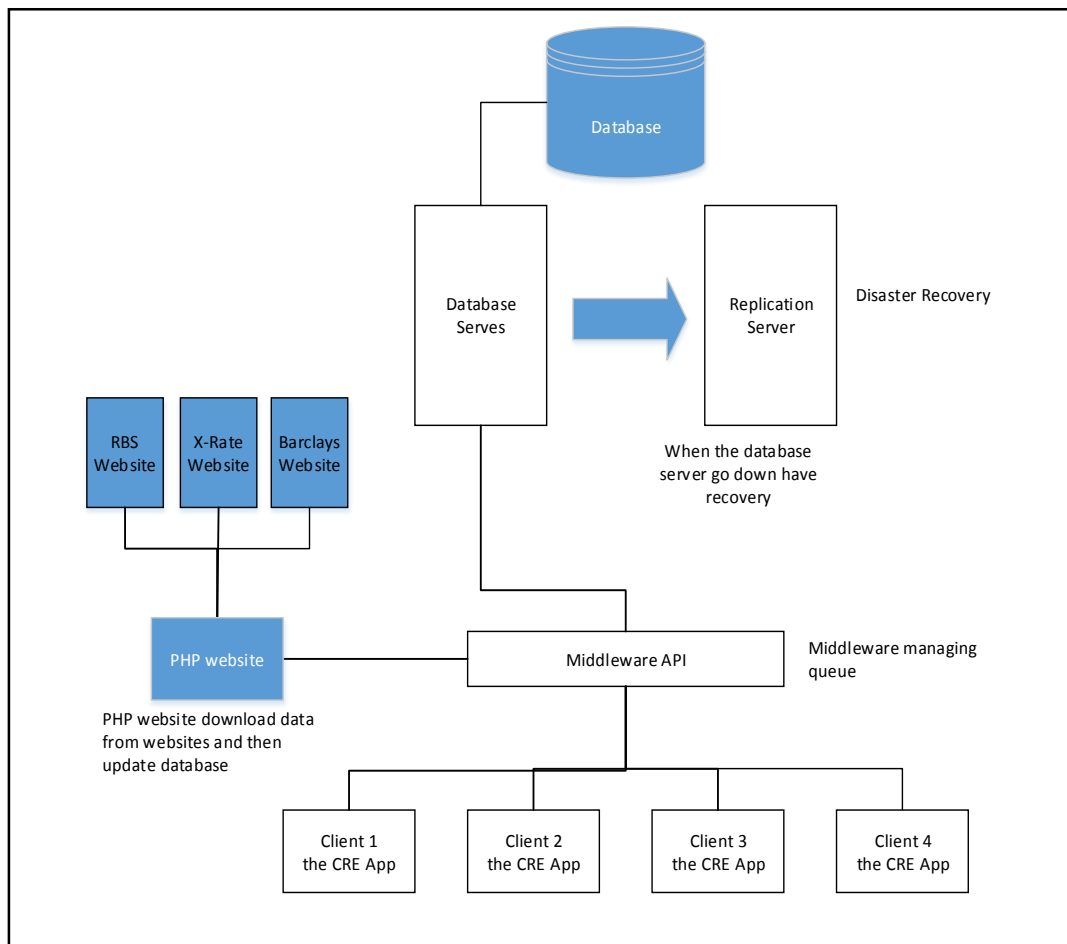 Database
Database
Serves
Replication
Server
Disaster Recovery
When the database
server go down have
recovery
RBS
Website
X-Rate
Website
Barclays
Website
PHP website
PHP website download data
from websites and then
update database
Middleware API
Middleware managing
queue
Client 1
the CRE App
Client 2
the CRE App
Client 3
the CRE App
Client 4
the CRE App